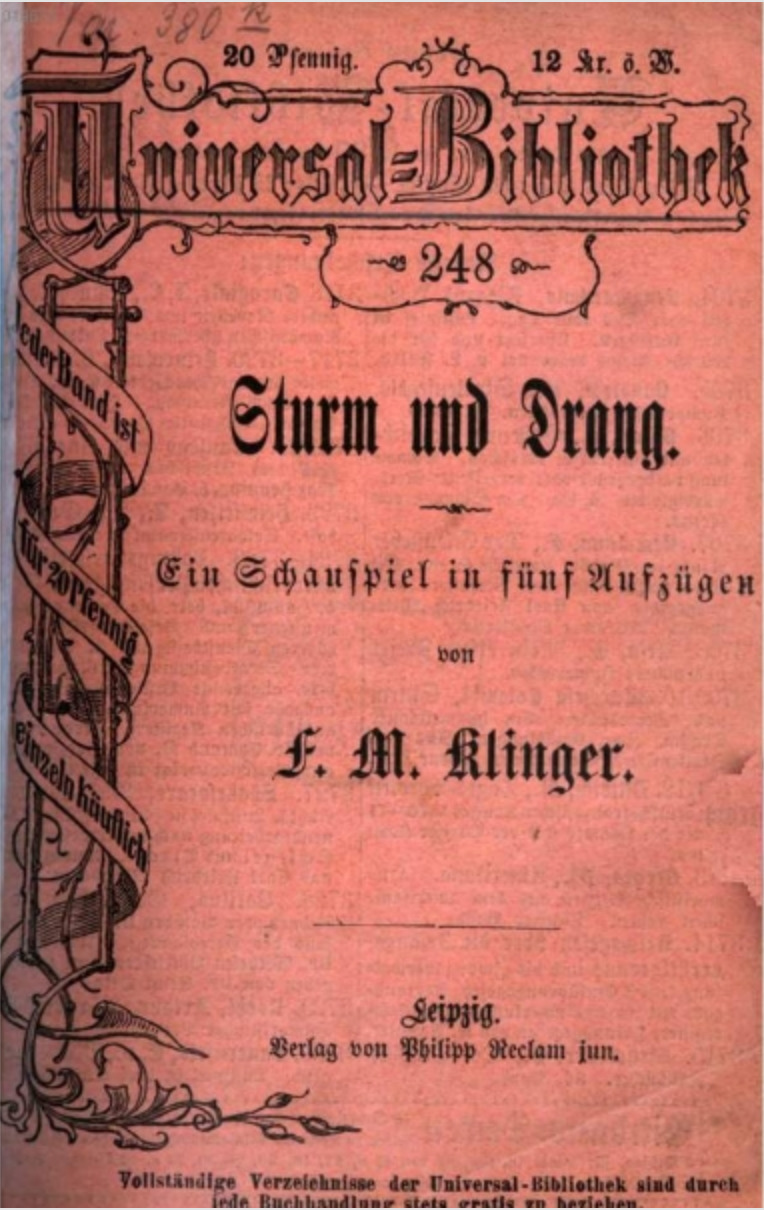 20 Pfennig. 12 Kr. ö. W.
Universal-Bibliothek
248
Jeder Band ist
für 20 Pfennig
einzeln käuflich
Sturm und Drang.
Ein Schauspiel in fünf Aufzügen
von
F. M. Klinger.
Leipzig.
Verlag von Philipp Reclam jun.
Vollständige Verzeichnisse der Universal-Bibliothek sind durch
jede Buchhandlung stets gratis zu beziehen.